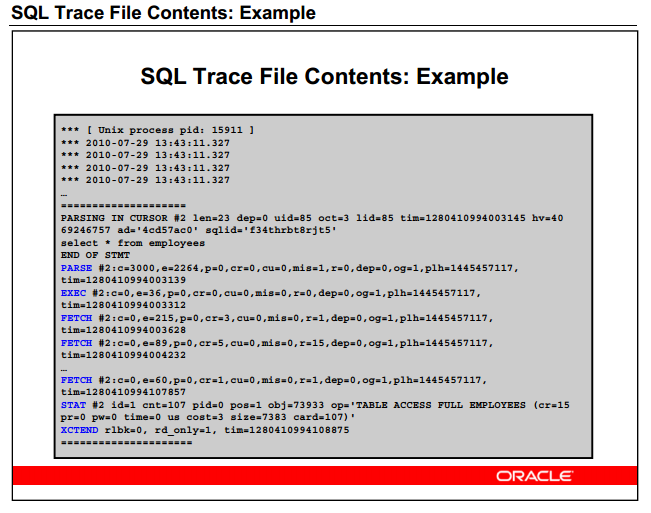 SQL Trace File Contents: Example
SQL Trace File Contents: Example
*** [ Unix process pid: 15911 ]
*** 2010-07-29 13:43:11.327
*** 2010-07-29 13:43:11.327
*** 2010-07-29 13:43:11.327
*** 2010-07-29 13:43:11.327
…
====================
PARSING IN CURSOR #2 len=23 dep=0 uid=85 oct=3 lid=85 tim=1280410994003145 hv=40
69246757 ad='4cd57ac0' sqlid='f34thrbt8rjt5'
select * from employees
END OF STMT
PARSE #2:c=3000,e=2264,p=0,cr=0,cu=0,mis=1,r=0,dep=0,og=1,plh=1445457117,
tim=1280410994003139
EXEC #2:c=0,e=36,p=0,cr=0,cu=0,mis=0,r=0,dep=0,og=1,plh=1445457117,
tim=1280410994003312
FETCH #2:c=0,e=215,p=0,cr=3,cu=0,mis=0,r=1,dep=0,og=1,plh=1445457117,
tim=1280410994003628
FETCH #2:c=0,e=89,p=0,cr=5,cu=0,mis=0,r=15,dep=0,og=1,plh=1445457117,
tim=1280410994004232
…
FETCH #2:c=0,e=60,p=0,cr=1,cu=0,mis=0,r=1,dep=0,og=1,plh=1445457117,
tim=1280410994107857
STAT #2 id=1 cnt=107 pid=0 pos=1 obj=73933 op='TABLE ACCESS FULL EMPLOYEES (cr=15
pr=0 pw=0 time=0 us cost=3 size=7383 card=107)'
XCTEND rlbk=0, rd_only=1, tim=1280410994108875
=====================
ORACLE